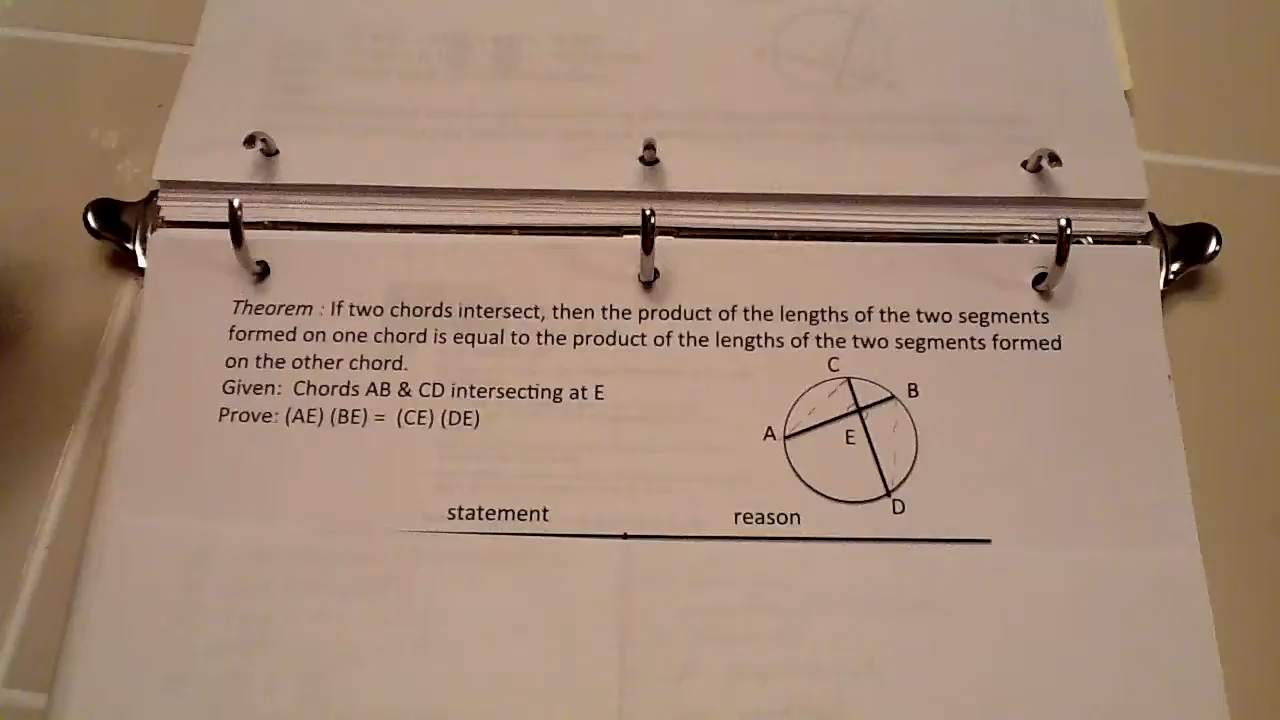 Theorem : If two chords intersect, then the product of the lengths of the two segments
formed on one chord is equal to the product of the lengths of the two segments formed
on the other chord.
Given: Chords AB & CD intersecting at E
Prove: (AE) (BE) = (CE) (DE)
C
B
A
E
D
statement reason